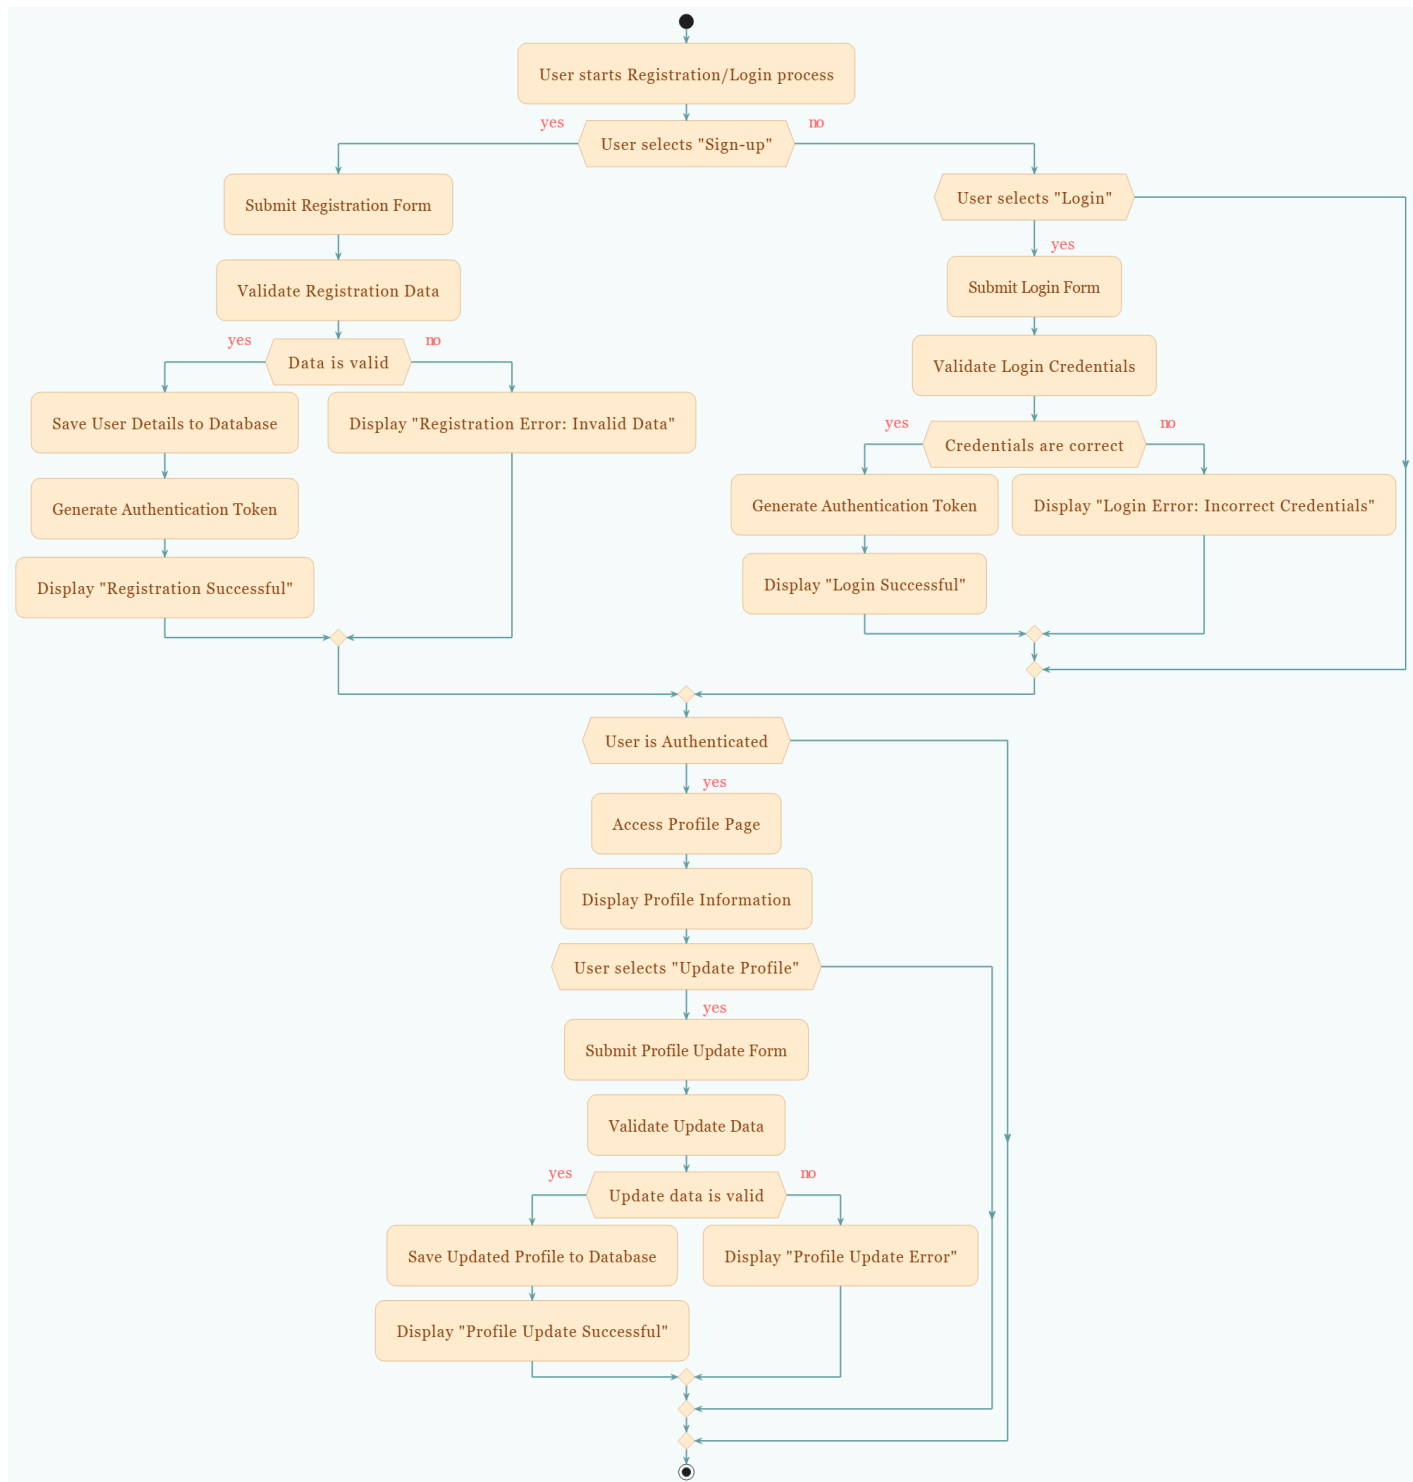 User starts Registration/Login process
yes
User selects "Sign-up"
no
Submit Registration Form
Validate Registration Data
yes
Data is valid
no
Save User Details to Database
Generate Authentication Token
Display "Registration Successful"
Display "Registration Error: Invalid Data"
User selects "Login"
yes
Submit Login Form
Validate Login Credentials
yes
Credentials are correct
no
Generate Authentication Token
Display "Login Successful"
Display "Login Error: Incorrect Credentials"
User is Authenticated
yes
Access Profile Page
Display Profile Information
User selects "Update Profile"
yes
Submit Profile Update Form
Validate Update Data
yes
Update data is valid
no
Save Updated Profile to Database
Display "Profile Update Successful"
Display "Profile Update Error"